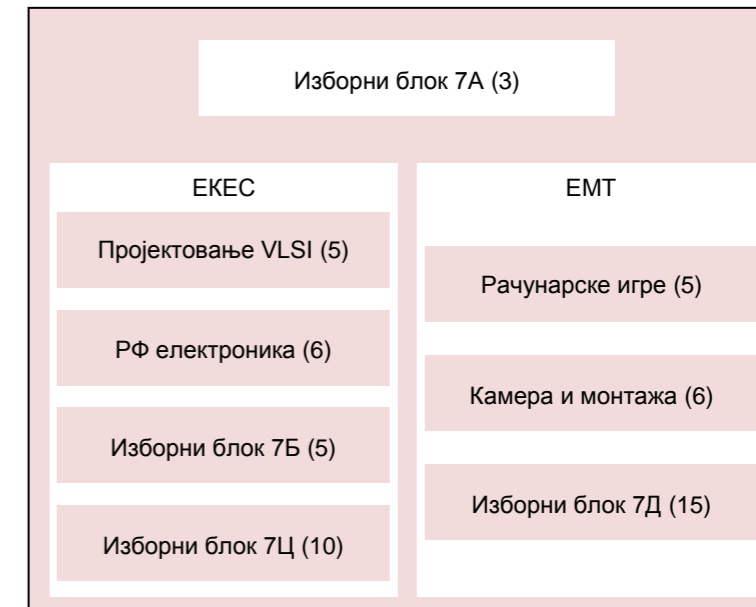 Изборни блок 7А (3)
ЕКЕС
Пројектовање VLSI (5)
РФ електроника (6)
Изборни блок 7Б (5)
Изборни блок 7Ц (10)
ЕМТ
Рачунарске игре (5)
Камера и монтажа (6)
Изборни блок 7Д (15)